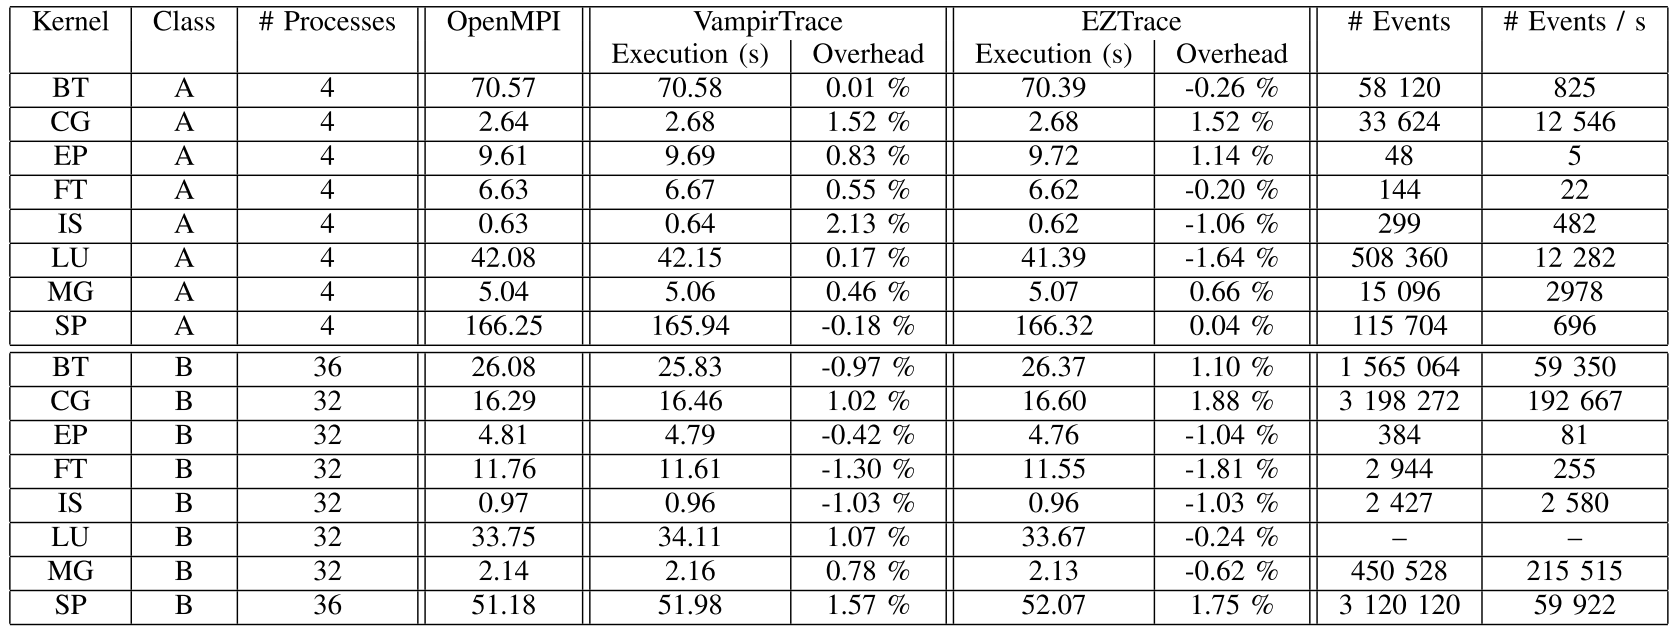 Kernel Class # Processes OpenMPI VampirTrace EZTrace # Events # Events / s
Execution (s) Overhead Execution (s) Overhead
BT A 4 70.57 70.58 0.01 % 70.39 -0.26 % 58 120 825
CG A 4 2.64 2.68 1.52 % 2.68 1.52 % 33 624 12 546
EP A 4 9.61 9.69 0.83 % 9.72 1.14 % 48 5
FT A 4 6.63 6.67 0.55 % 6.62 -0.20 % 144 22
IS A 4 0.63 0.64 2.13 % 0.62 -1.06 % 299 482
LU A 4 42.08 42.15 0.17 % 41.39 -1.64 % 508 360 12 282
MG A 4 5.04 5.06 0.46 % 5.07 0.66 % 15 096 2978
SP A 4 166.25 165.94 -0.18 % 166.32 0.04 % 115 704 696
BT B 36 26.08 25.83 -0.97 % 26.37 1.10 % 1 565 064 59 350
CG B 32 16.29 16.46 1.02 % 16.60 1.88 % 3 198 272 192 667
EP B 32 4.81 4.79 -0.42 % 4.76 -1.04 % 384 81
FT B 32 11.76 11.61 -1.30 % 11.55 -1.81 % 2 944 255
IS B 32 0.97 0.96 -1.03 % 0.96 -1.03 % 2 427 2 580
LU B 32 33.75 34.11 1.07 % 33.67 -0.24 % – –
MG B 32 2.14 2.16 0.78 % 2.13 -0.62 % 450 528 215 515
SP B 36 51.18 51.98 1.57 % 52.07 1.75 % 3 120 120 59 922